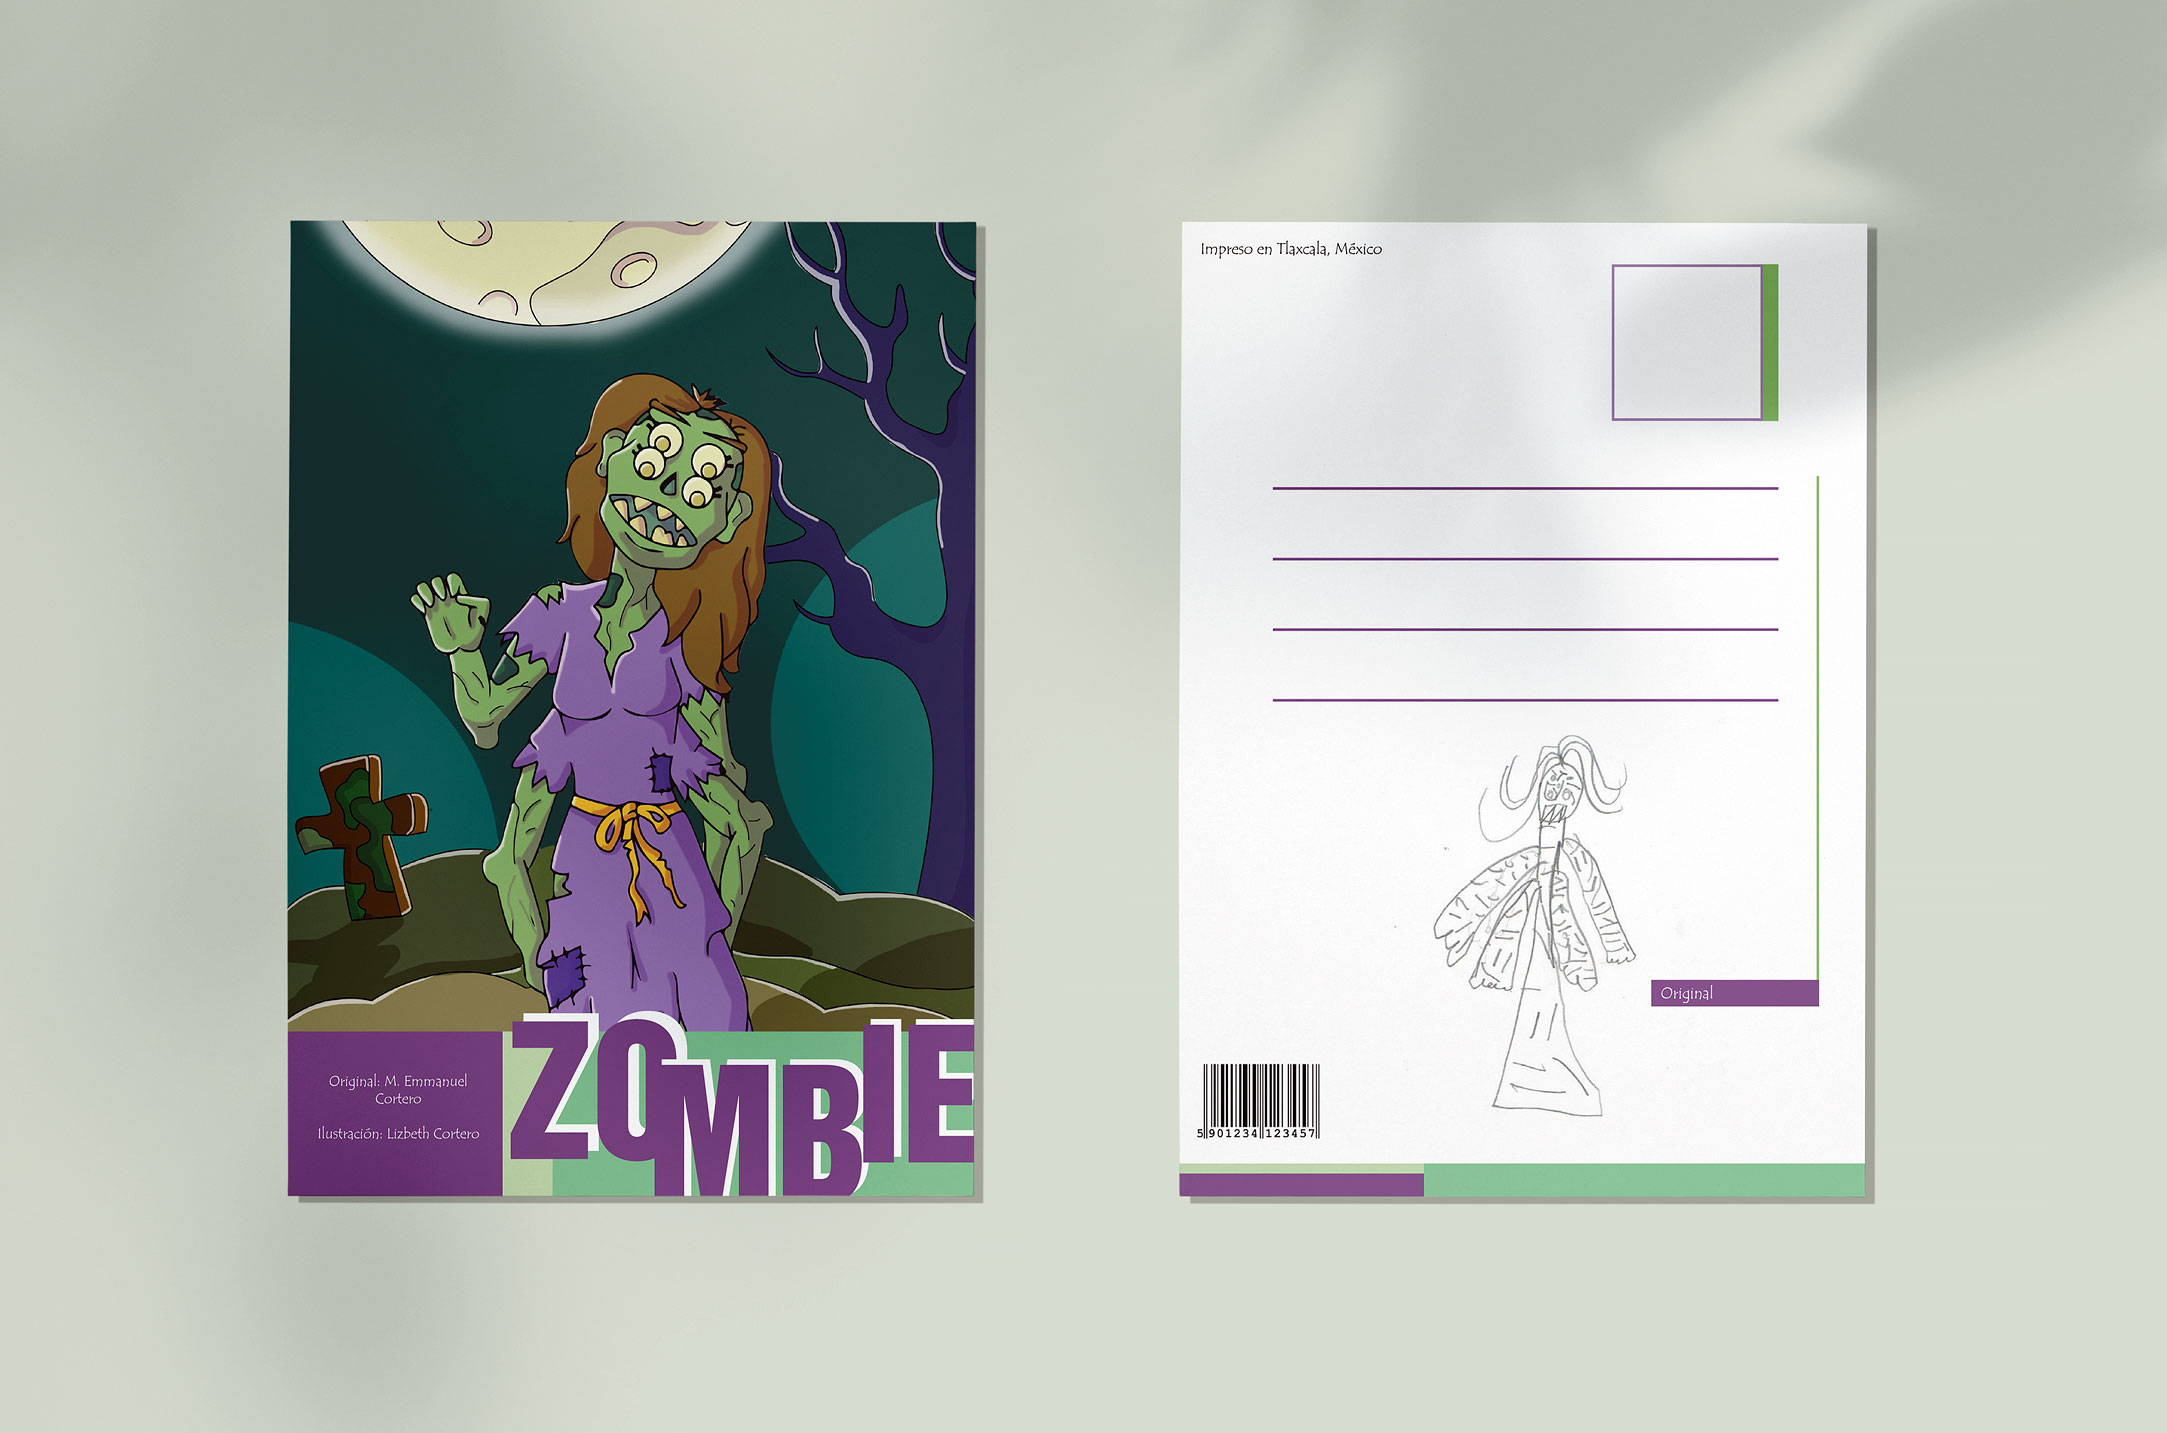 Original: M. Emmanuel
Cortero
Ilustración: Lizbeth Cortero
ZOMBIE
Impreso en Tlaxcala, México
Original
5 901234 123457